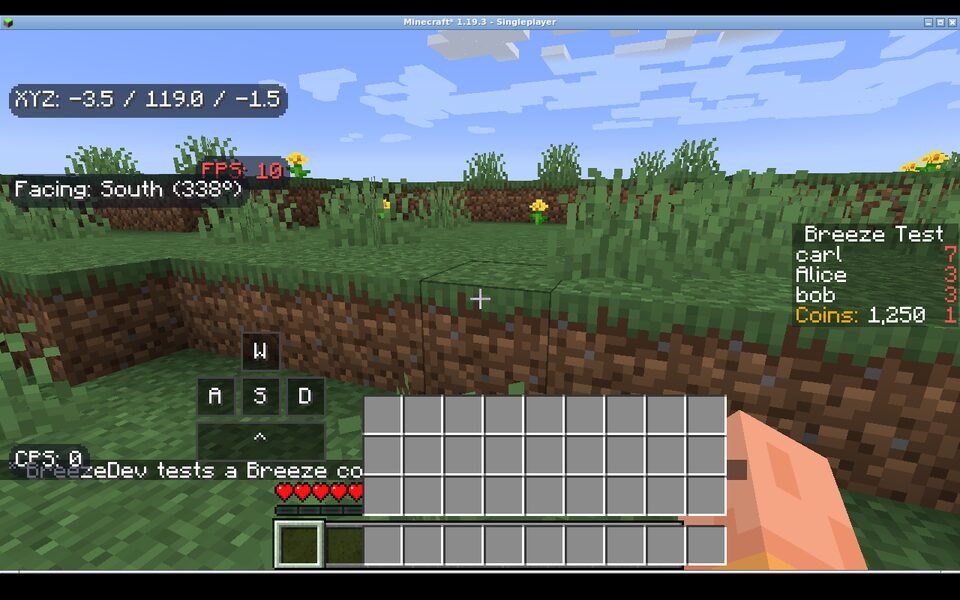 Minecraft* 1.19.3 - Singleplayer
XYZ: -3.5 / 119.0 / -1.5
FPS: 10
Facing: South (338°)
Breeze Test
carl 7
Alice 3
bob 3
Coins: 1,250 1
W
A S D
^
CPS: 0
BreezeDev tests a Breeze co